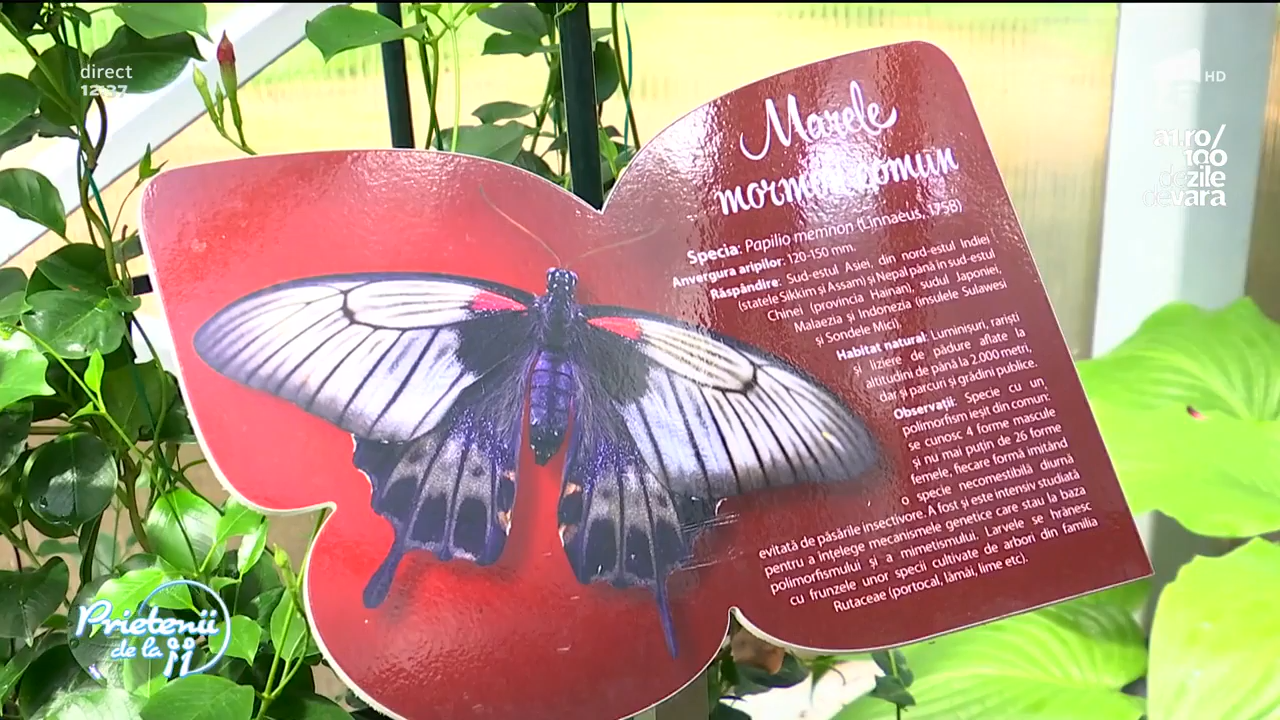 direct
12:37
HD
a1.ro/
100
de zile
de vara
Marele
mormon comun
Specia: Papilio memnon (Linnaeus, 1758)
Anvergura aripilor: 120-150 mm.
Răspândire: Sud-estul Asiei, din nord-estul Indiei
(statele Sikkim și Assam) și Nepal până în sud-estul
Chinei (provincia Hainan), sudul Japoniei,
Malaezia și Indonezia (insulele Sulawesi
și Sondele Mici).
Habitat natural: Luminișuri, rariști
și liziere de pădure aflate la
altitudini de până la 2.000 metri,
dar și parcuri și grădini publice.
Observații: Specie cu un
polimorfism ieșit din comun:
se cunosc 4 forme mascule
și nu mai puțin de 26 forme
femele, fiecare formă imitând
o specie necomestibilă diurnă
evitată de păsările insectivore. A fost și este intensiv studiată
pentru a înțelege mecanismele genetice care stau la baza
polimorfismului și a mimetismului. Larvele se hrănesc
cu frunzele unor specii cultivate de arbori din familia
Rutaceae (portocal, lămâi, lime etc).
Prietenii
de la 11